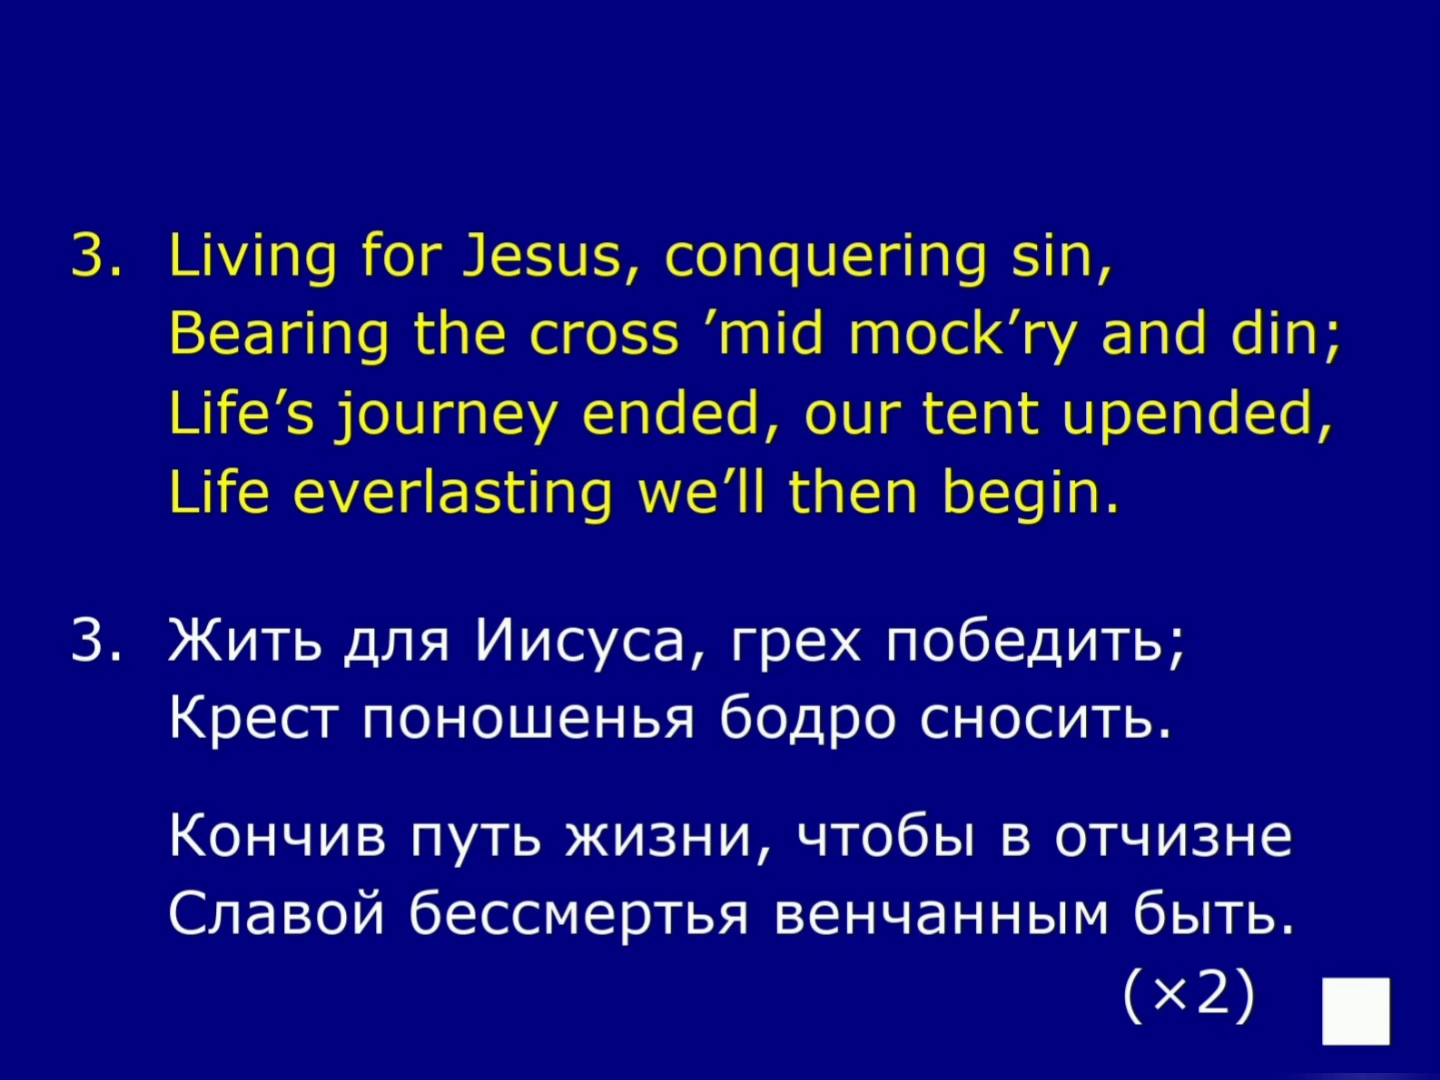 3. Living for Jesus, conquering sin,
Bearing the cross ’mid mock’ry and din;
Life’s journey ended, our tent upended,
Life everlasting we’ll then begin.
3. Жить для Иисуса, грех победить;
Крест поношенья бодро сносить.
Кончив путь жизни, чтобы в отчизне
Славой бессмертья венчанным быть.
(×2)